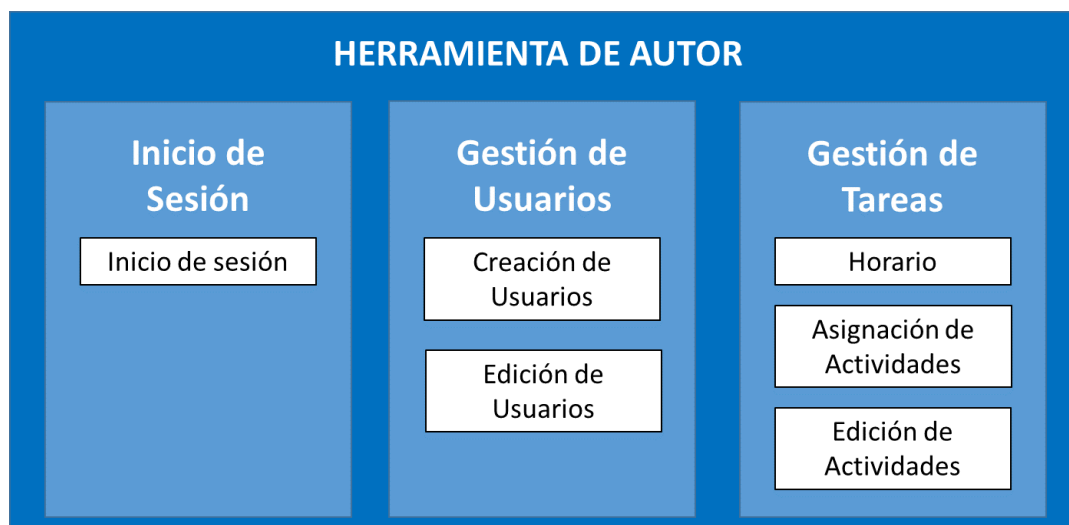 HERRAMIENTA DE AUTOR
Inicio de
Sesión
Inicio de sesión
Gestión de
Usuarios
Creación de
Usuarios
Edición de
Usuarios
Gestión de
Tareas
Horario
Asignación de
Actividades
Edición de
Actividades